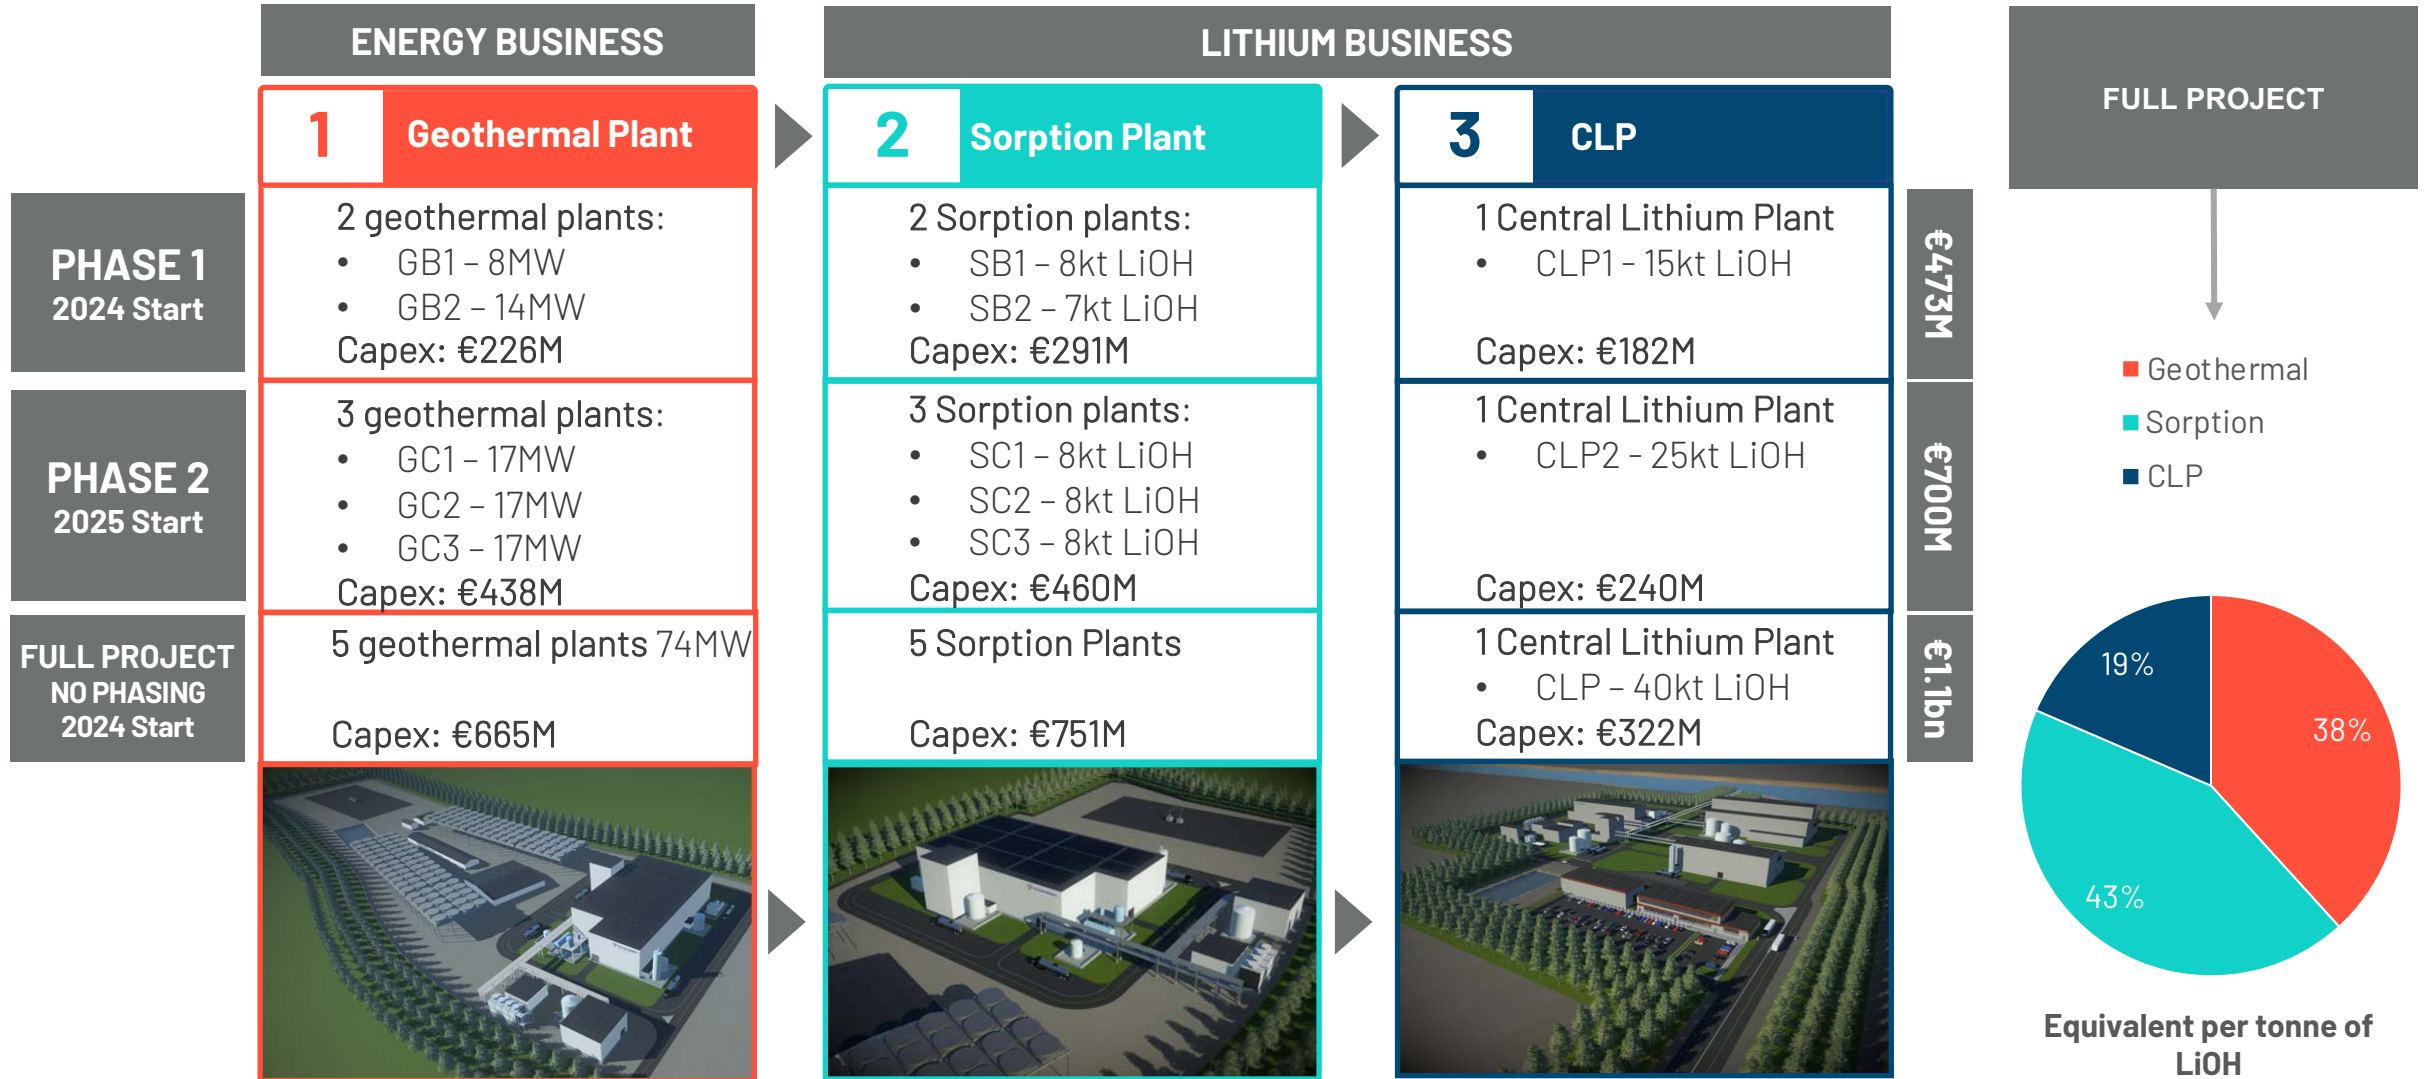 ENERGY BUSINESS
LITHIUM BUSINESS
FULL PROJECT
1
Geothermal Plant
2
Sorption Plant
3
CLP
PHASE 1
2024 Start
2 geothermal plants:
• GB1 – 8MW
• GB2 – 14MW
Capex: €226M
2 Sorption plants:
• SB1 – 8kt LiOH
• SB2 – 7kt LiOH
Capex: €291M
1 Central Lithium Plant
• CLP1 - 15kt LiOH
Capex: €182M
€473M
PHASE 2
2025 Start
3 geothermal plants:
• GC1 – 17MW
• GC2 – 17MW
• GC3 – 17MW
Capex: €438M
3 Sorption plants:
• SC1 – 8kt LiOH
• SC2 – 8kt LiOH
• SC3 – 8kt LiOH
Capex: €460M
1 Central Lithium Plant
• CLP2 - 25kt LiOH
Capex: €240M
€700M
FULL PROJECT
NO PHASING
2024 Start
5 geothermal plants 74MW
Capex: €665M
5 Sorption Plants
Capex: €751M
1 Central Lithium Plant
• CLP – 40kt LiOH
Capex: €322M
€1.1bn
Geothermal
Sorption
CLP
19%
38%
43%
Equivalent per tonne of
LiOH